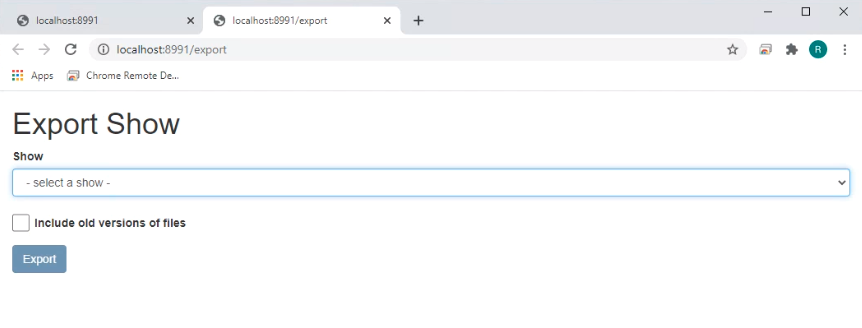 localhost:8991
localhost:8991/export
localhost:8991/export
R
Apps
Chrome Remote De...
Export Show
Show
- select a show -
Include old versions of files
Export